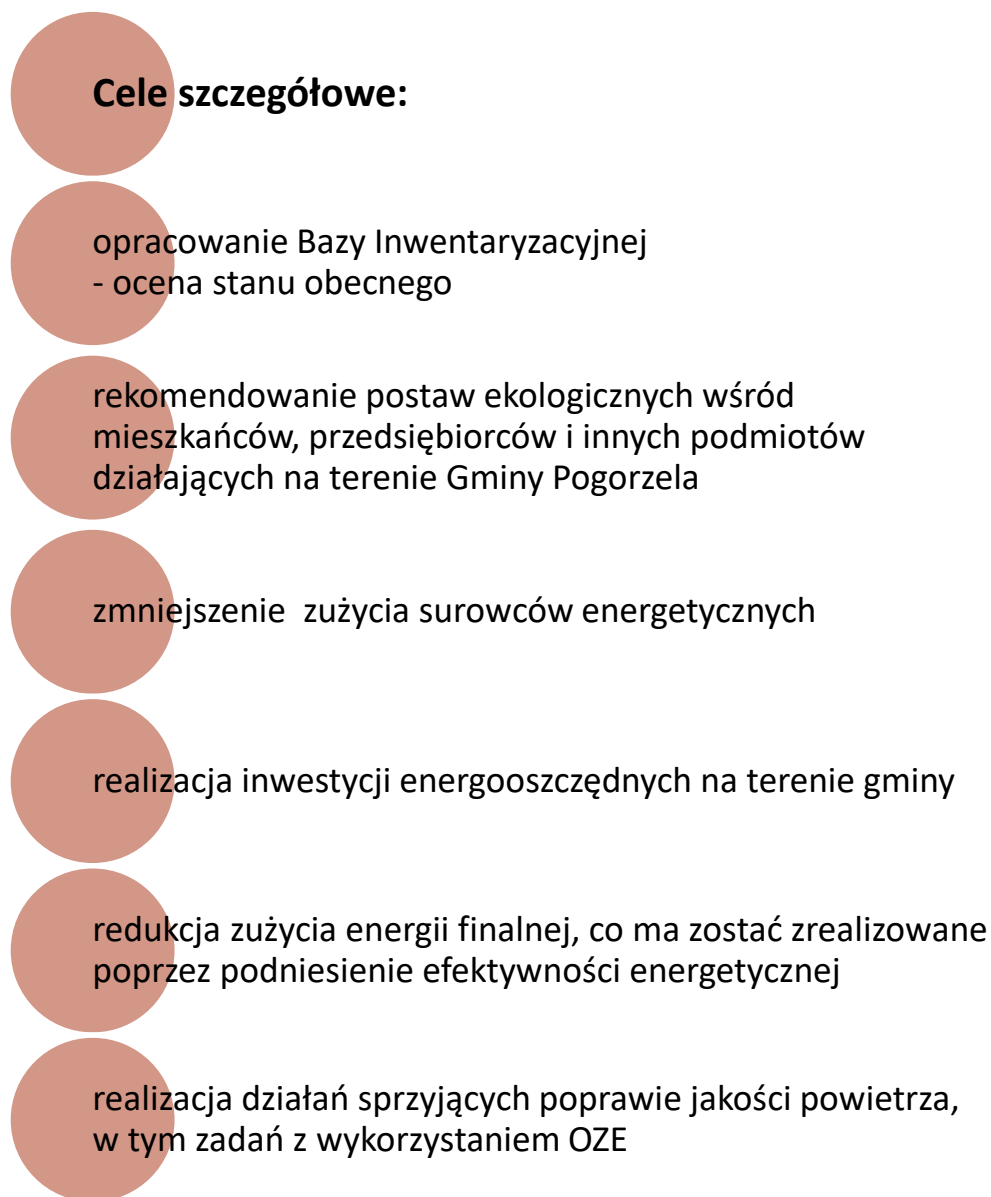 Cele szczegółowe:
opracowanie Bazy Inwentaryzacyjnej
- ocena stanu obecnego
rekomendowanie postaw ekologicznych wśród
mieszkańców, przedsiębiorców i innych podmiotów
działających na terenie Gminy Pogorzela
zmniejszenie  zużycia surowców energetycznych
realizacja inwestycji energooszczędnych na terenie gminy
redukcja zużycia energii finalnej, co ma zostać zrealizowane
poprzez podniesienie efektywności energetycznej
realizacja działań sprzyjających poprawie jakości powietrza,
w tym zadań z wykorzystaniem OZE